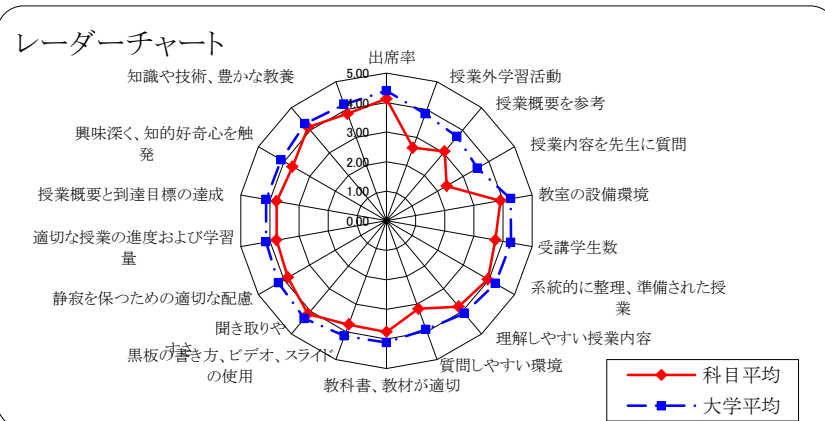 レーダーチャート
出席率
授業外学習活動
授業概要を参考
授業内容を先生に質問
教室の設備環境
受講学生数
系統的に整理、準備された授
業
理解しやすい授業内容
質問しやすい環境
教科書、教材が適切
黒板の書き方、ビデオ、スライド
の使用
聞き取りや
すさ
静寂を保つための適切な配慮
適切な授業の進度および学習
量
授業概要と到達目標の達成
興味深く、知的好奇心を触
発
知識や技術、豊かな教養
5.00
4.00
3.00
2.00
1.00
0.00
科目平均
大学平均